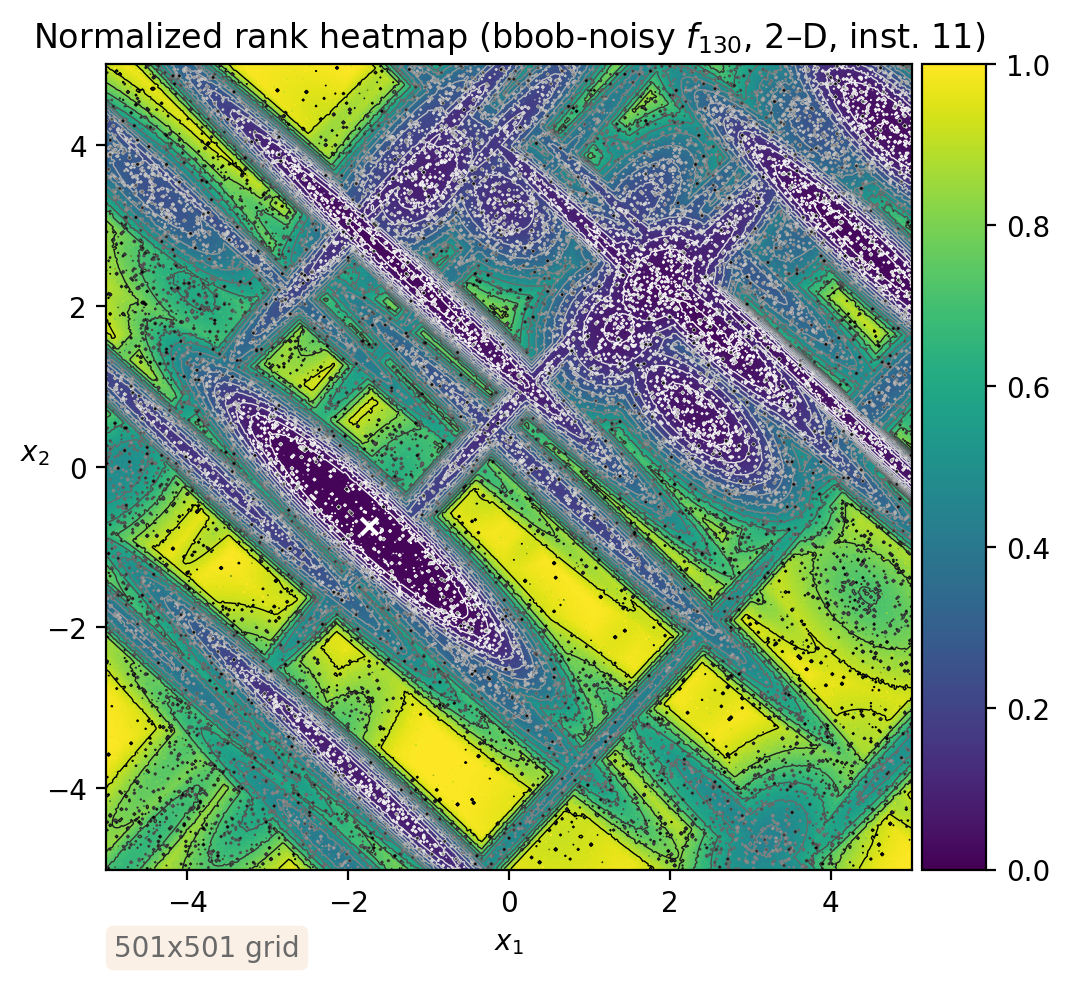 Normalized rank heatmap (bbob-noisy f₁₃₀, 2–D, inst. 11)
1.0
0.8
0.6
0.4
0.2
0.0
4
2
0
−2
−4
x₂
−4 −2 0 2 4
x₁
501x501 grid